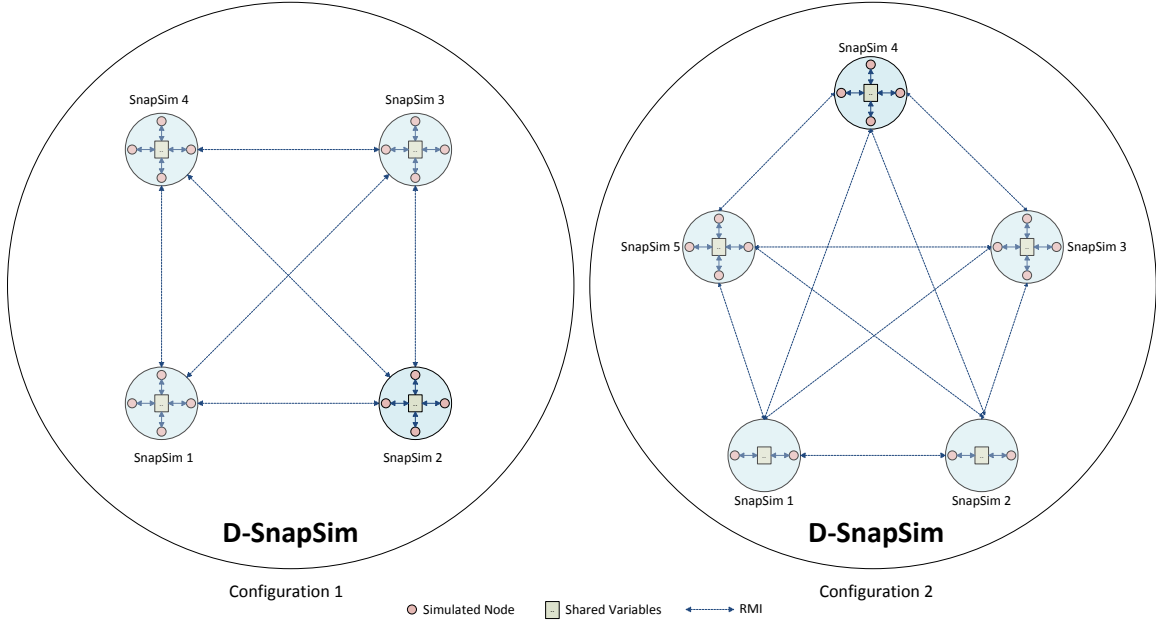 SnapSim 4
SnapSim 3
SnapSim 1
SnapSim 2
D-SnapSim
Configuration 1
SnapSim 4
SnapSim 5
SnapSim 3
SnapSim 1
SnapSim 2
D-SnapSim
Configuration 2
Simulated Node
Shared Variables
RMI